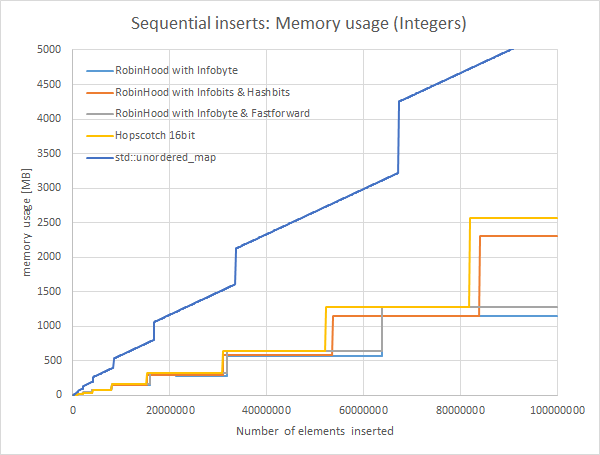 Sequential inserts: Memory usage (Integers)
5000
4500
4000
3500
3000
2500
2000
1500
1000
500
0
memory usage [MB]
RobinHood with Infobyte
RobinHood with Infobits & Hashbits
RobinHood with Infobyte & Fastforward
Hopscotch 16bit
std::unordered_map
0
20000000
40000000
60000000
80000000
100000000
Number of elements inserted